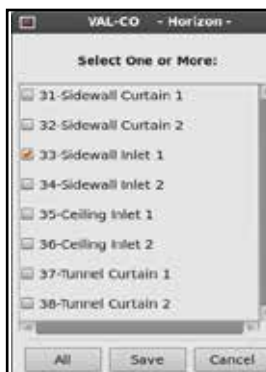 VAL-CO - Horizon -
Select One or More:
31-Sidewall Curtain 1
32-Sidewall Curtain 2
33-Sidewall Inlet 1
34-Sidewall Inlet 2
35-Ceiling Inlet 1
36-Ceiling Inlet 2
37-Tunnel Curtain 1
38-Tunnel Curtain 2
All Save Cancel